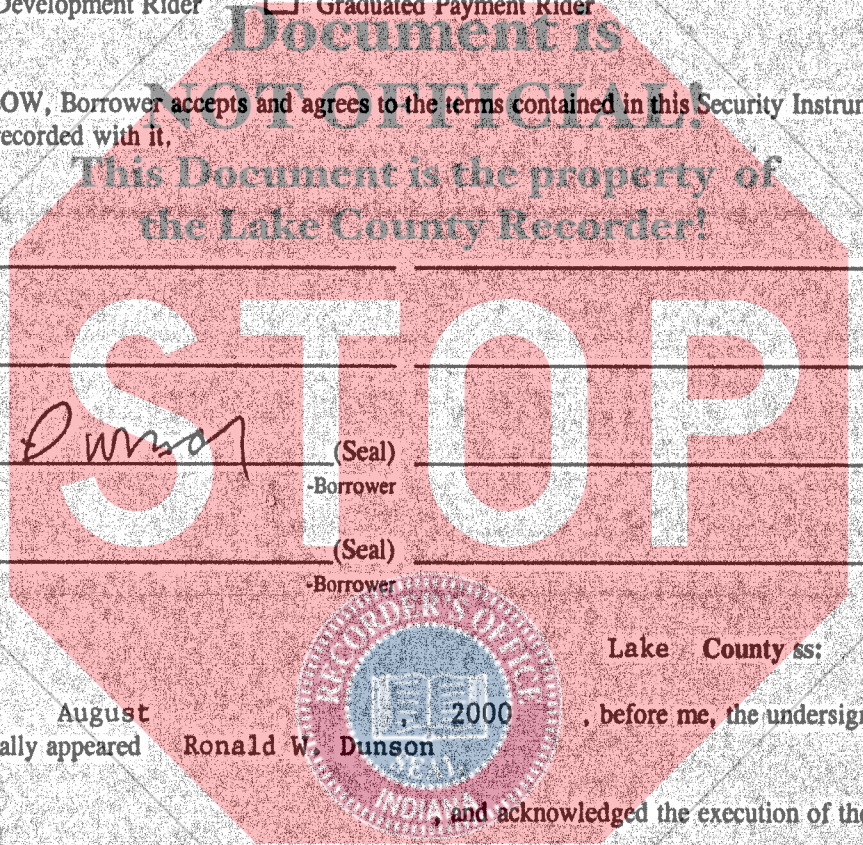 Development Rider Graduated Payment Rider
Document is
NOT OFFICIAL!
OW, Borrower accepts and agrees to the terms contained in this Security Instrum
ecorded with it.
This Document is the property of
the Lake County Recorder!
STOP
Dunson (Seal)
-Borrower
(Seal)
-Borrower
RECORDER'S OFFICE
SEAL
INDIANA
Lake County ss:
August , 2000 , before me, the undersign
ally appeared Ronald W. Dunson
, and acknowledged the execution of the